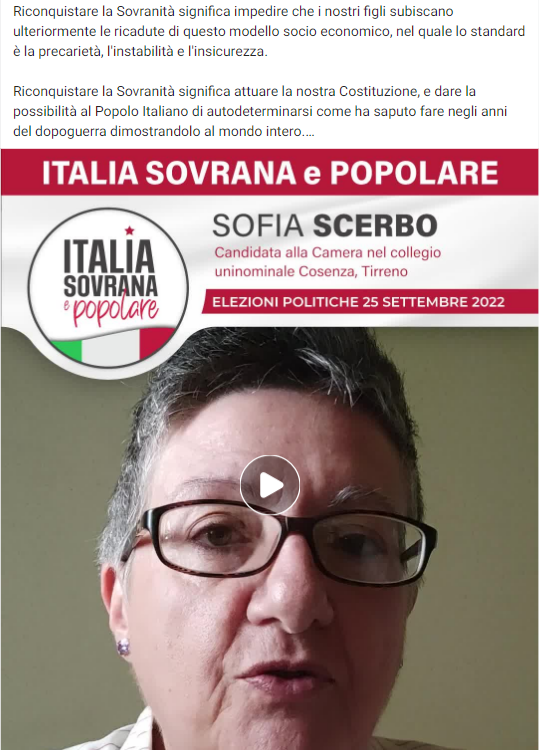 Riconquistare la Sovranità significa impedire che i nostri figli subiscano
ulteriormente le ricadute di questo modello socio economico, nel quale lo standard
è la precarietà, l'instabilità e l'insicurezza.
Riconquistare la Sovranità significa attuare la nostra Costituzione, e dare la
possibilità al Popolo Italiano di autodeterminarsi come ha saputo fare negli anni
del dopoguerra dimostrandolo al mondo intero....
ITALIA SOVRANA e POPOLARE
ITALIA
SOVRANA
e popolare
SOFIA SCERBO
Candidata alla Camera nel collegio
uninominale Cosenza, Tirreno
ELEZIONI POLITICHE 25 SETTEMBRE 2022